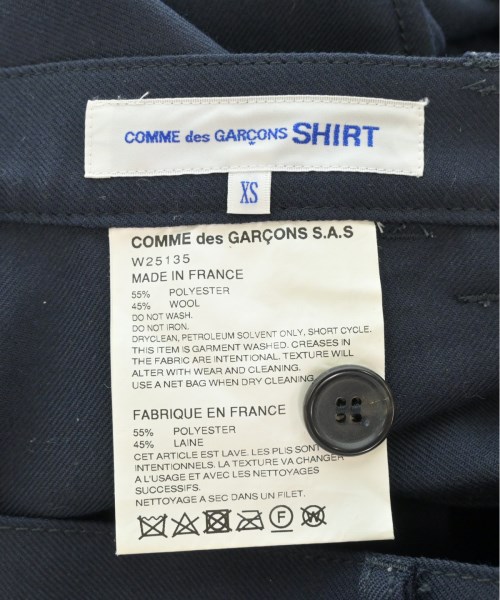 COMME des GARÇONS SHIRT
XS
COMME des GARÇONS S.A.S
W25135
MADE IN FRANCE
55% POLYESTER
45% WOOL
DO NOT WASH.
DO NOT IRON.
DRYCLEAN, PETROLEUM SOLVENT ONLY, SHORT CYCLE.
THIS ITEM IS GARMENT WASHED. CREASES IN
THE FABRIC ARE INTENTIONAL. TEXTURE WILL
ALTER WITH WEAR AND CLEANING.
USE A NET BAG WHEN DRY CLEANING
FABRIQUE EN FRANCE
55% POLYESTER
45% LAINE
CET ARTICLE EST LAVE. LES PLIS SONT
INTENTIONNELS. LA TEXTURE VA CHANGER
A L'USAGE ET AVEC LES NETTOYAGES
SUCCESSIFS.
NETTOYAGE A SEC DANS UN FILET.
F W